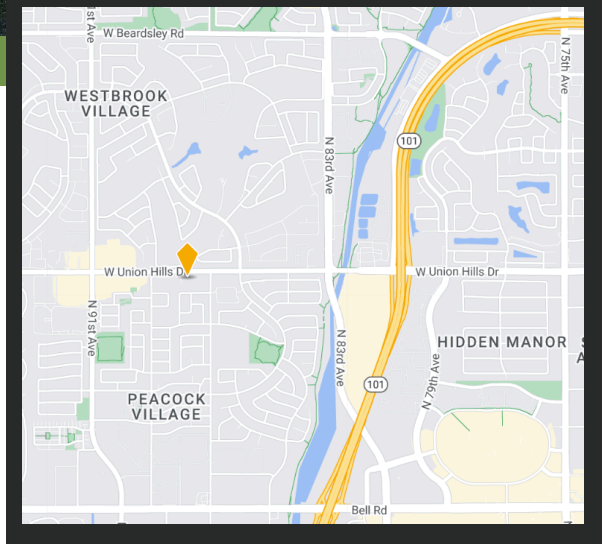 1st Ave
W Beardsley Rd
N 75th Ave
WESTBROOK
VILLAGE
101
N 83rd Ave
W Union Hills Dr
W Union Hills Dr
N 91st Ave
N 83rd Ave
HIDDEN MANOR
N 79th Ave
101
PEACOCK
VILLAGE
Bell Rd